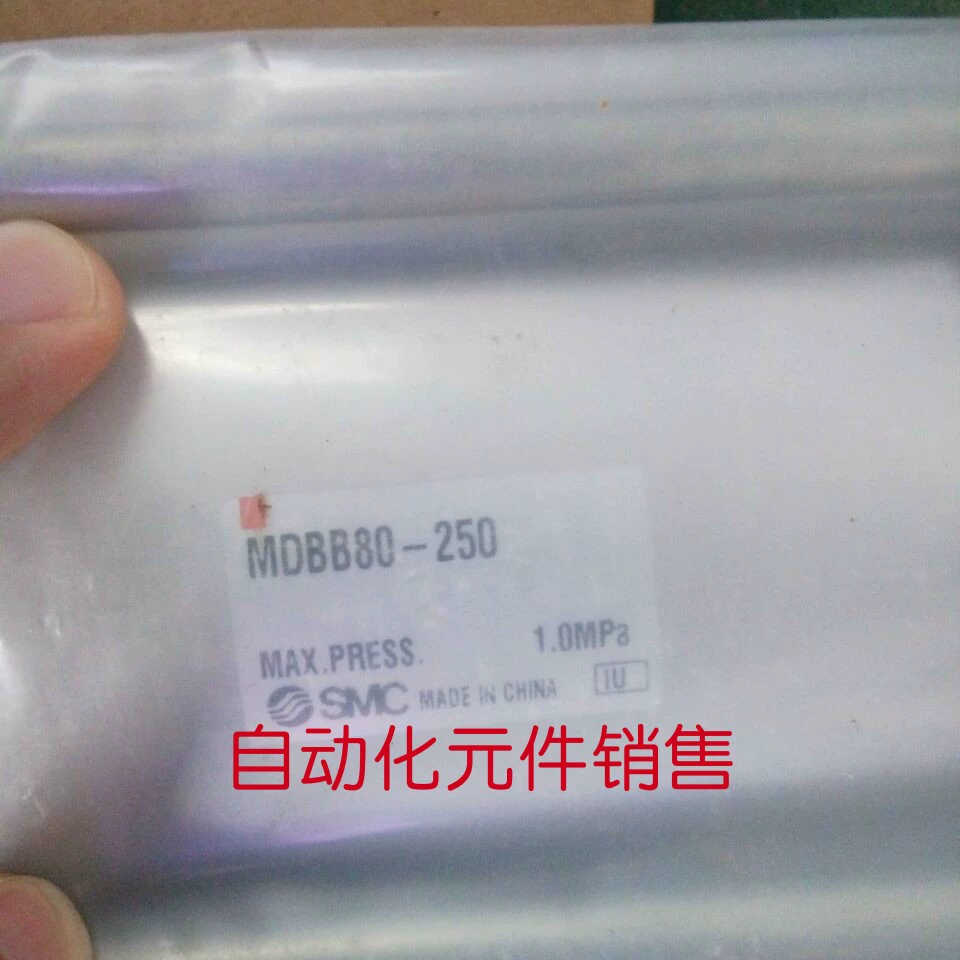 MDBB80-250
MAX.PRESS. 1.0MPa
SMC MADE IN CHINA IU
自动化元件销售